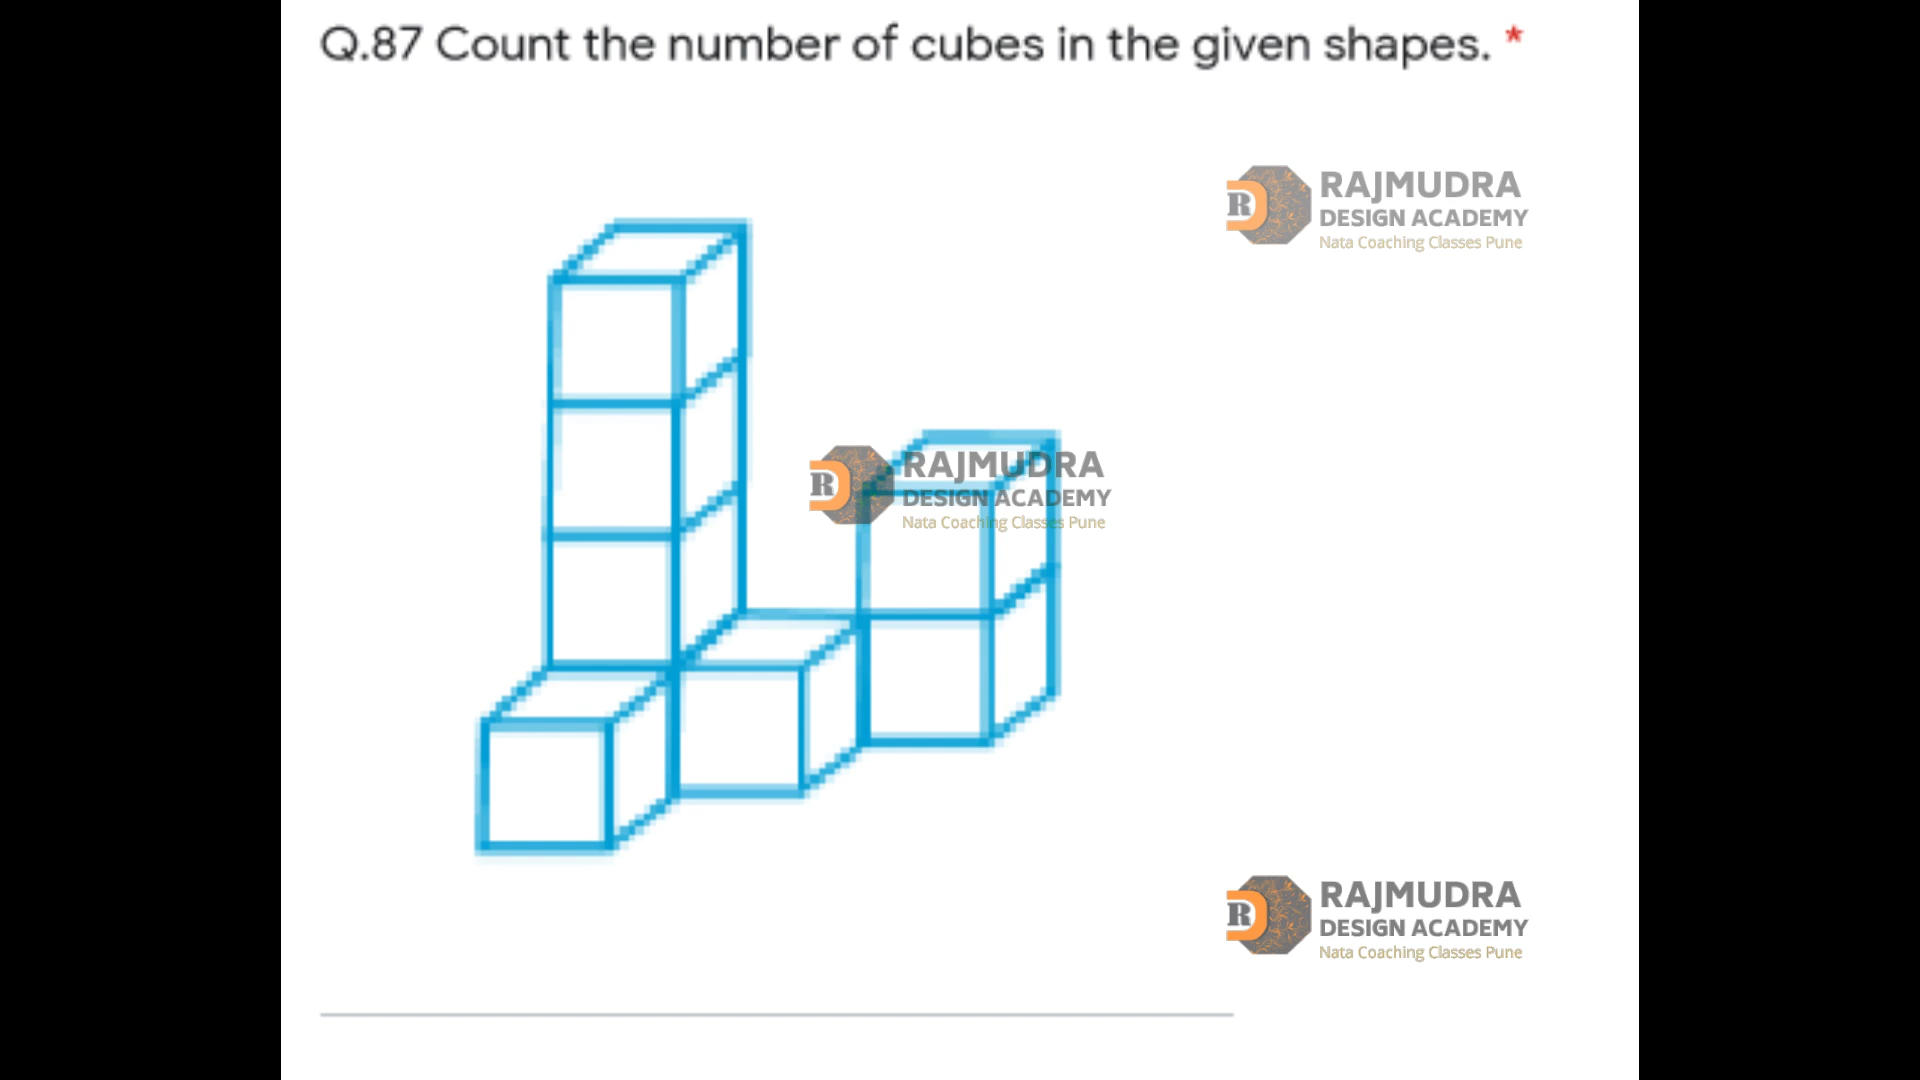 Q.87 Count the number of cubes in the given shapes. *
R
RAJMUDRA
DESIGN ACADEMY
Nata Coaching Classes Pune
R
RAJMUDRA
DESIGN ACADEMY
Nata Coaching Classes Pune
R
RAJMUDRA
DESIGN ACADEMY
Nata Coaching Classes Pune